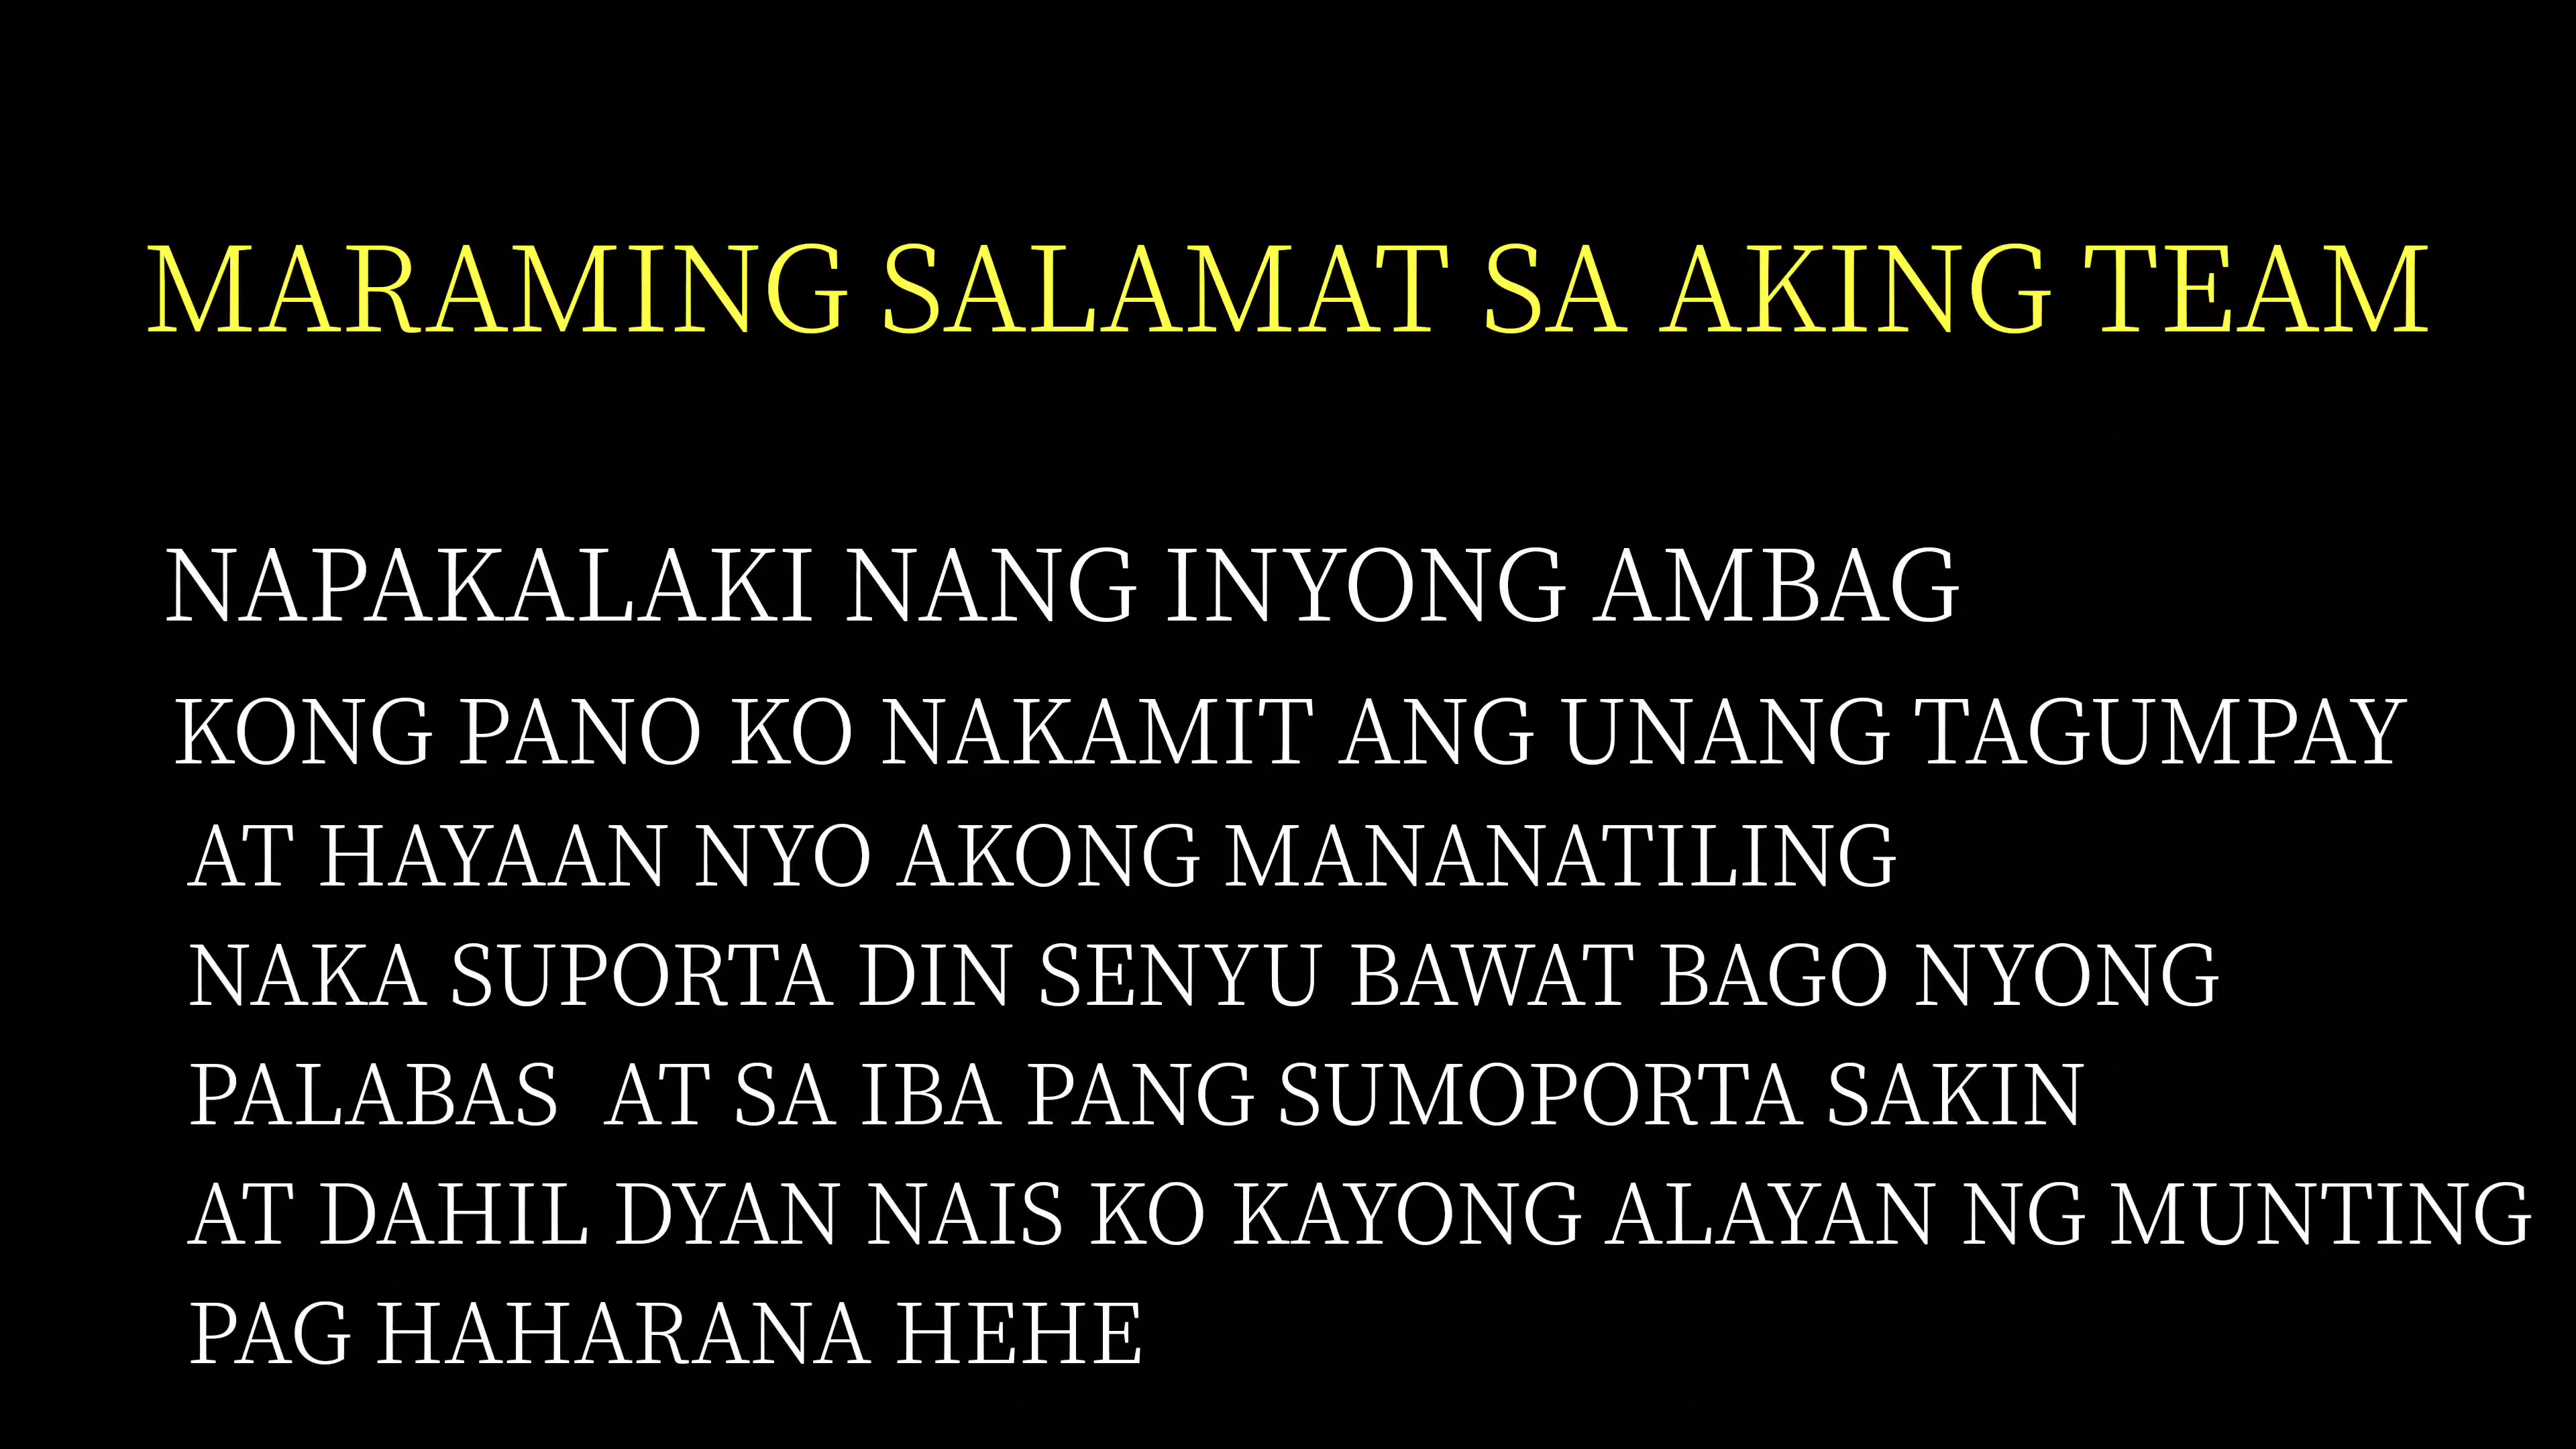 MARAMING SALAMAT SA AKING TEAM
NAPAKALAKI NANG INYONG AMBAG
KONG PANO KO NAKAMIT ANG UNANG TAGUMPAY
AT HAYAAN NYO AKONG MANANATILING
NAKA SUPORTA DIN SENYU BAWAT BAGO NYONG
PALABAS  AT SA IBA PANG SUMOPORTA SAKIN
AT DAHIL DYAN NAIS KO KAYONG ALAYAN NG MUNTING
PAG HAHARANA HEHE